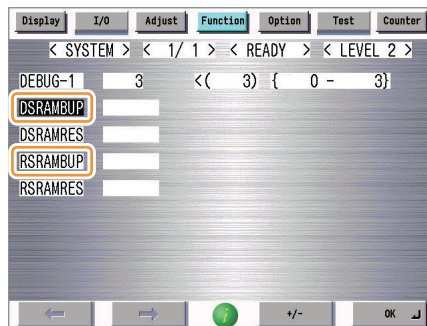 Display I/O Adjust Function Option Test Counter
< SYSTEM > < 1/ 1 > < READY > < LEVEL 2 >
DEBUG-1 3 <( 3) { 0 - 3}
DSRAMBUP
DSRAMRES
RSRAMBUP
RSRAMRES
+/- OK